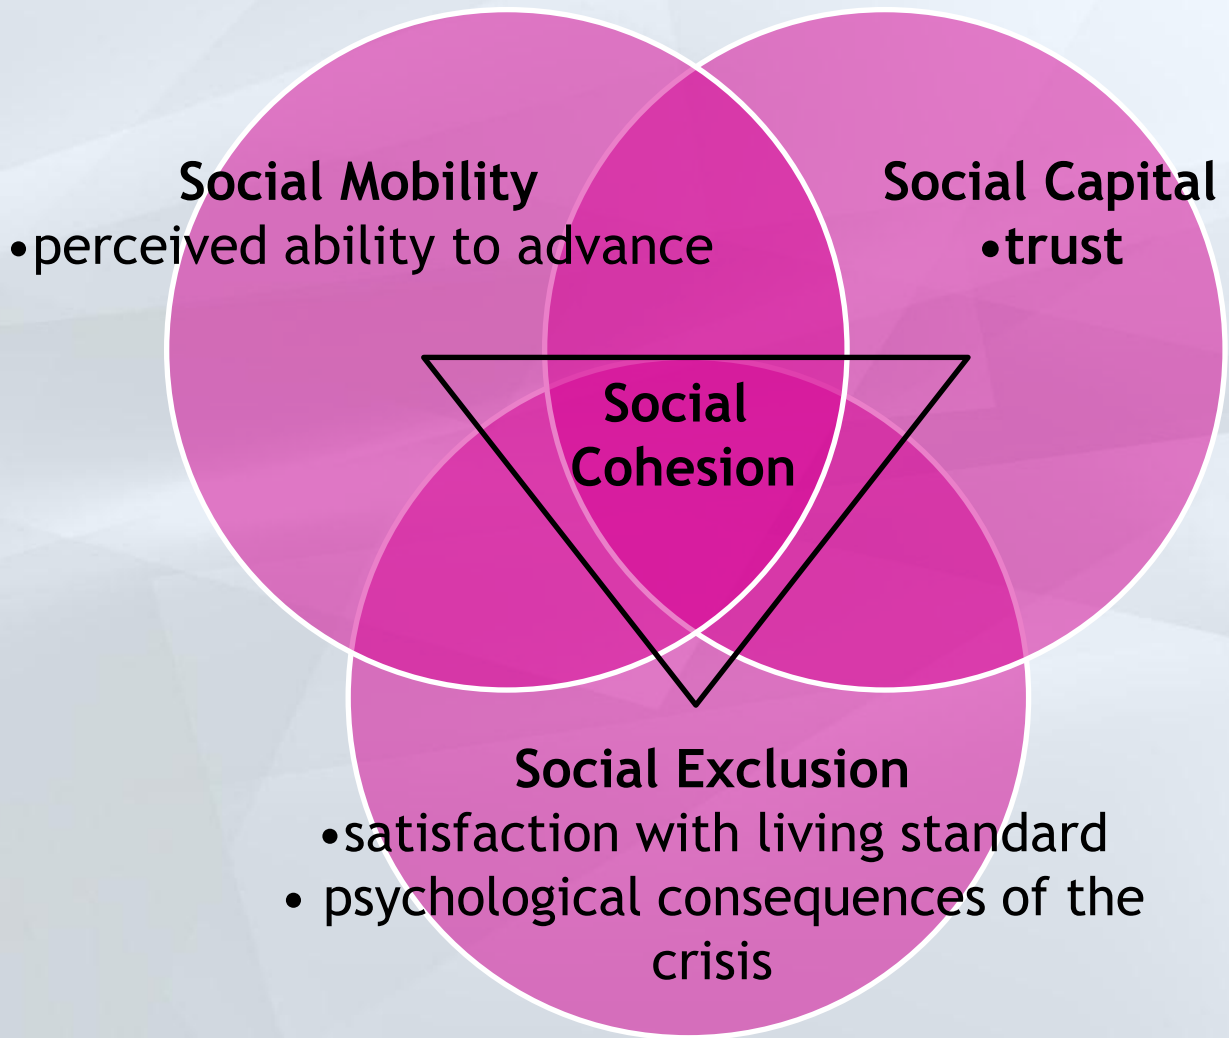 Social Mobility
•perceived ability to advance
Social Capital
•trust
Social
Cohesion
Social Exclusion
•satisfaction with living standard
• psychological consequences of the
crisis